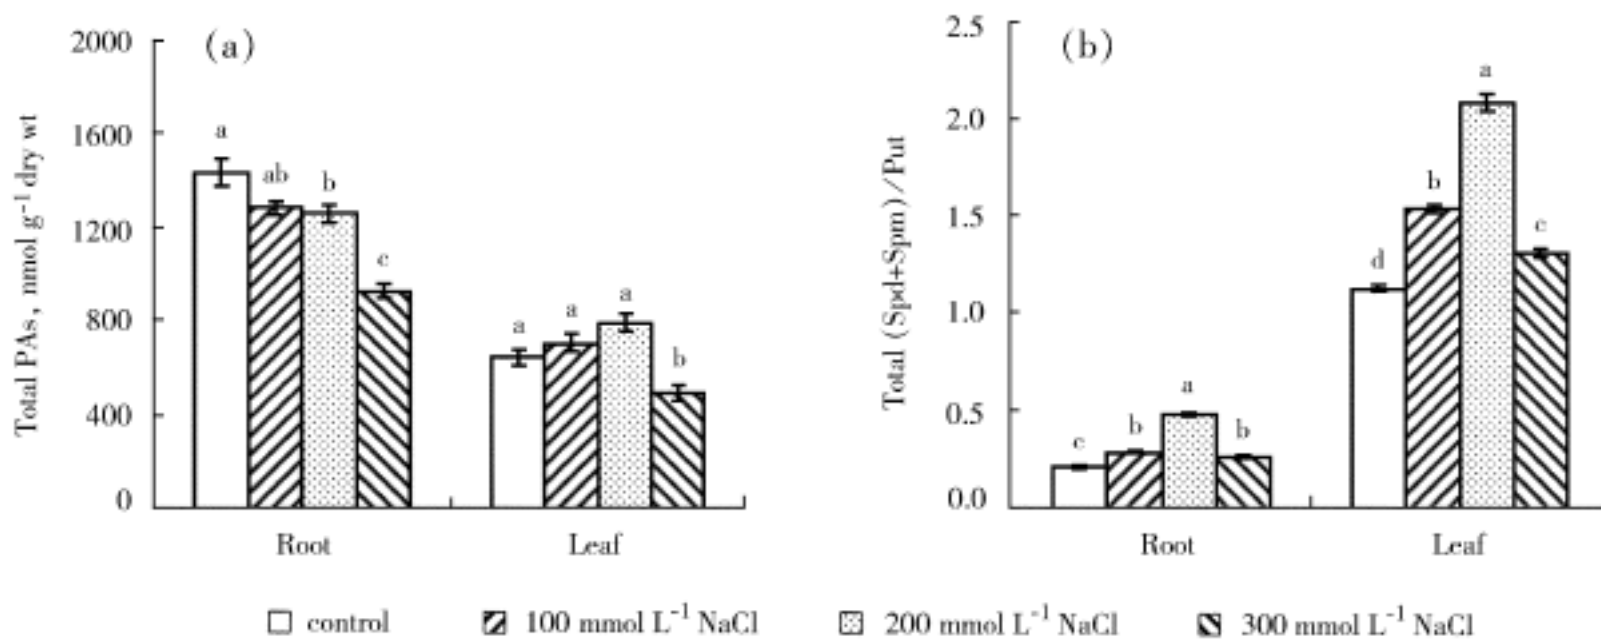 (a)
Total PAs, nmol g⁻¹ dry wt
2000
1600
1200
800
400
0
a
ab
b
c
a
a
a
b
Root
Leaf
(b)
Total (Spd+Spm)/Put
2.5
2.0
1.5
1.0
0.5
0.0
c
b
a
b
d
b
a
c
Root
Leaf
control
100 mmol L⁻¹ NaCl
200 mmol L⁻¹ NaCl
300 mmol L⁻¹ NaCl